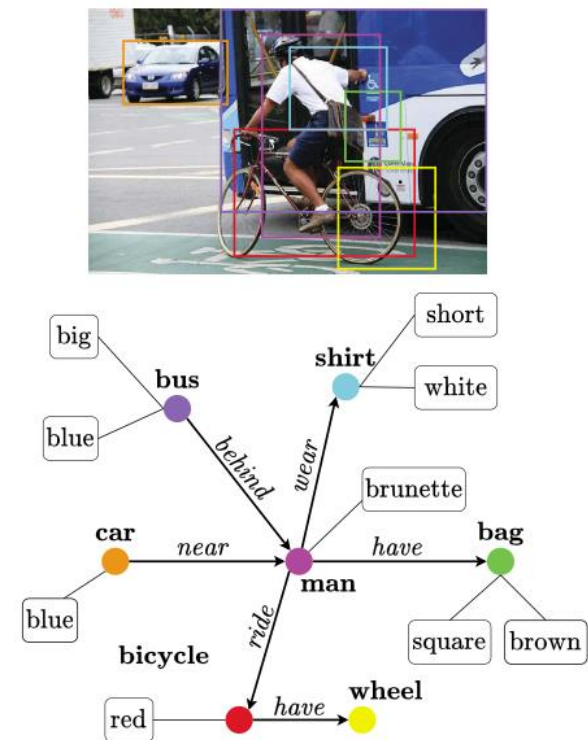 big
short
shirt
bus
white
blue
behind
wear
brunette
car
near
have
bag
man
blue
ride
square
brown
bicycle
wheel
red
have